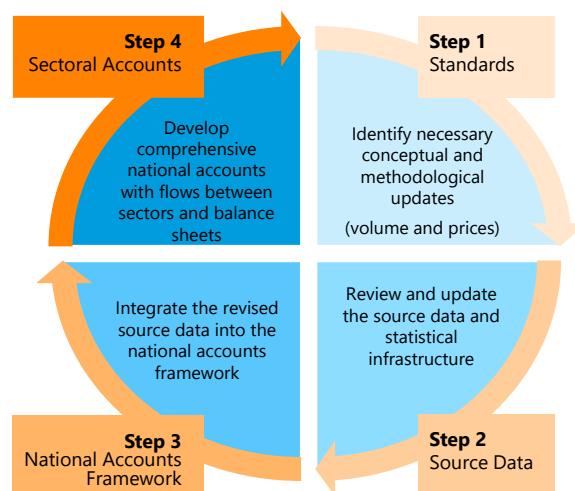 Step 1
Standards
Identify necessary
conceptual and
methodological
updates
(volume and prices)
Step 2
Source Data
Review and update
the source data and
statistical
infrastructure
Step 3
National Accounts
Framework
Integrate the revised
source data into the
national accounts
framework
Step 4
Sectoral Accounts
Develop
comprehensive
national accounts
with flows between
sectors and balance
sheets